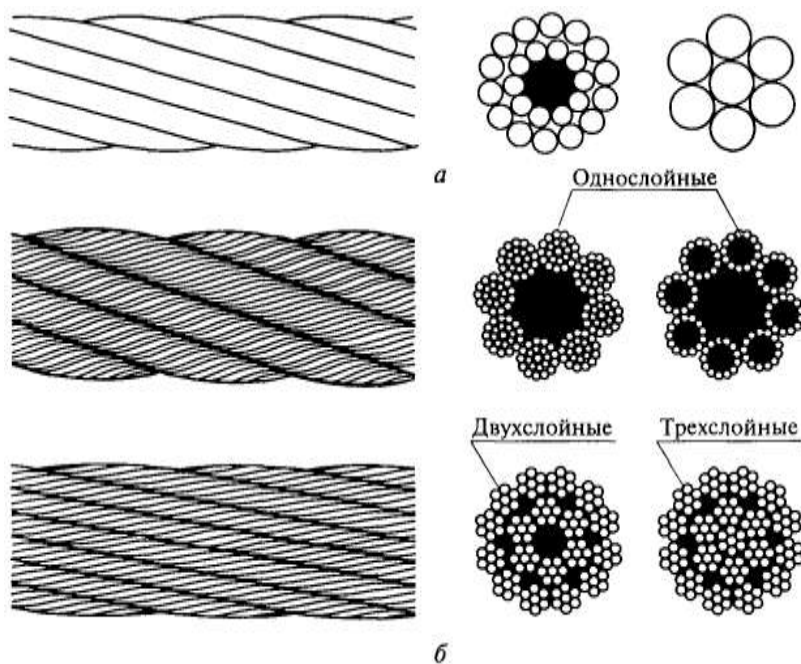 а
Однослойные
Двухслойные Трехслойные
б